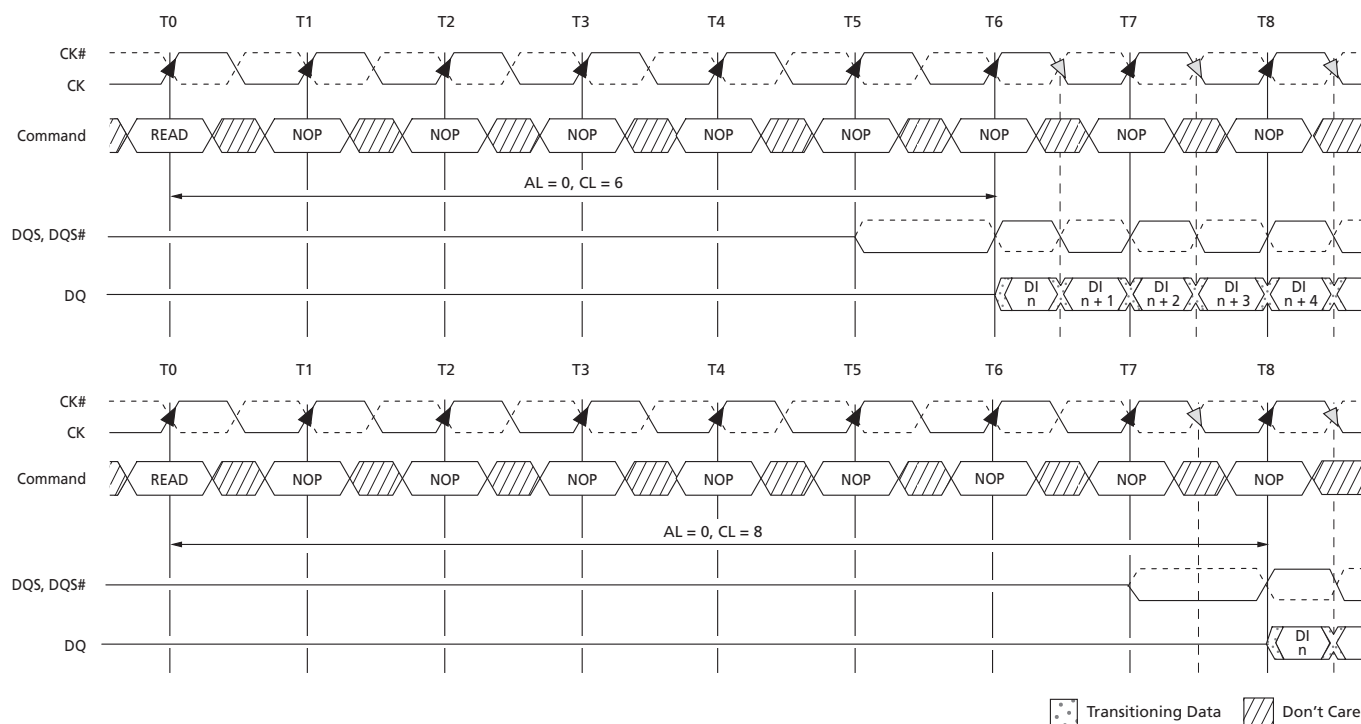 T0 T1 T2 T3 T4 T5 T6 T7 T8
CK#
CK
Command READ NOP NOP NOP NOP NOP NOP NOP NOP
AL = 0, CL = 6
DQS, DQS#
DQ DI n DI n + 1 DI n + 2 DI n + 3 DI n + 4
T0 T1 T2 T3 T4 T5 T6 T7 T8
CK#
CK
Command READ NOP NOP NOP NOP NOP NOP NOP NOP
AL = 0, CL = 8
DQS, DQS#
DQ DI n
Transitioning Data Don't Care